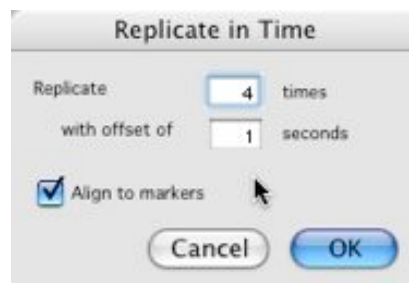 Replicate in Time
Replicate 4 times
with offset of 1 seconds
Align to markers
Cancel OK